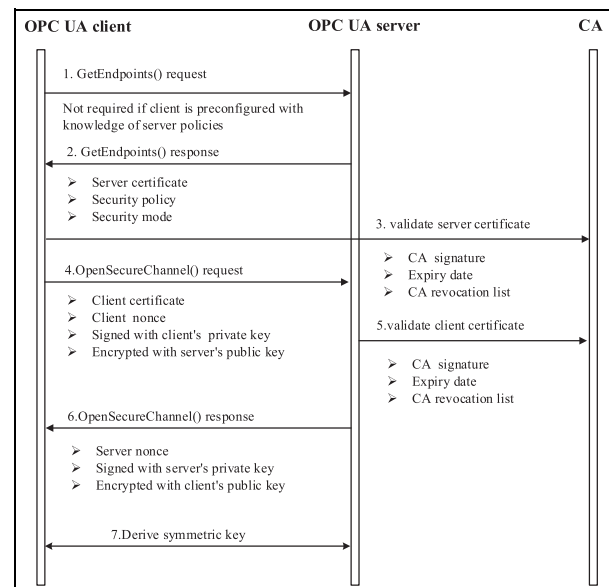 OPC UA client OPC UA server CA
1. GetEndpoints() request
Not required if client is preconfigured with
knowledge of server policies
2. GetEndpoints() response
➢ Server certificate
➢ Security policy
➢ Security mode
3. validate server certificate
➢ CA signature
➢ Expiry date
➢ CA revocation list
4.OpenSecureChannel() request
➢ Client certificate
➢ Client nonce
➢ Signed with client's private key
➢ Encrypted with server's public key
5.validate client certificate
➢ CA signature
➢ Expiry date
➢ CA revocation list
6.OpenSecureChannel() response
➢ Server nonce
➢ Signed with server's private key
➢ Encrypted with client's public key
7.Derive symmetric key